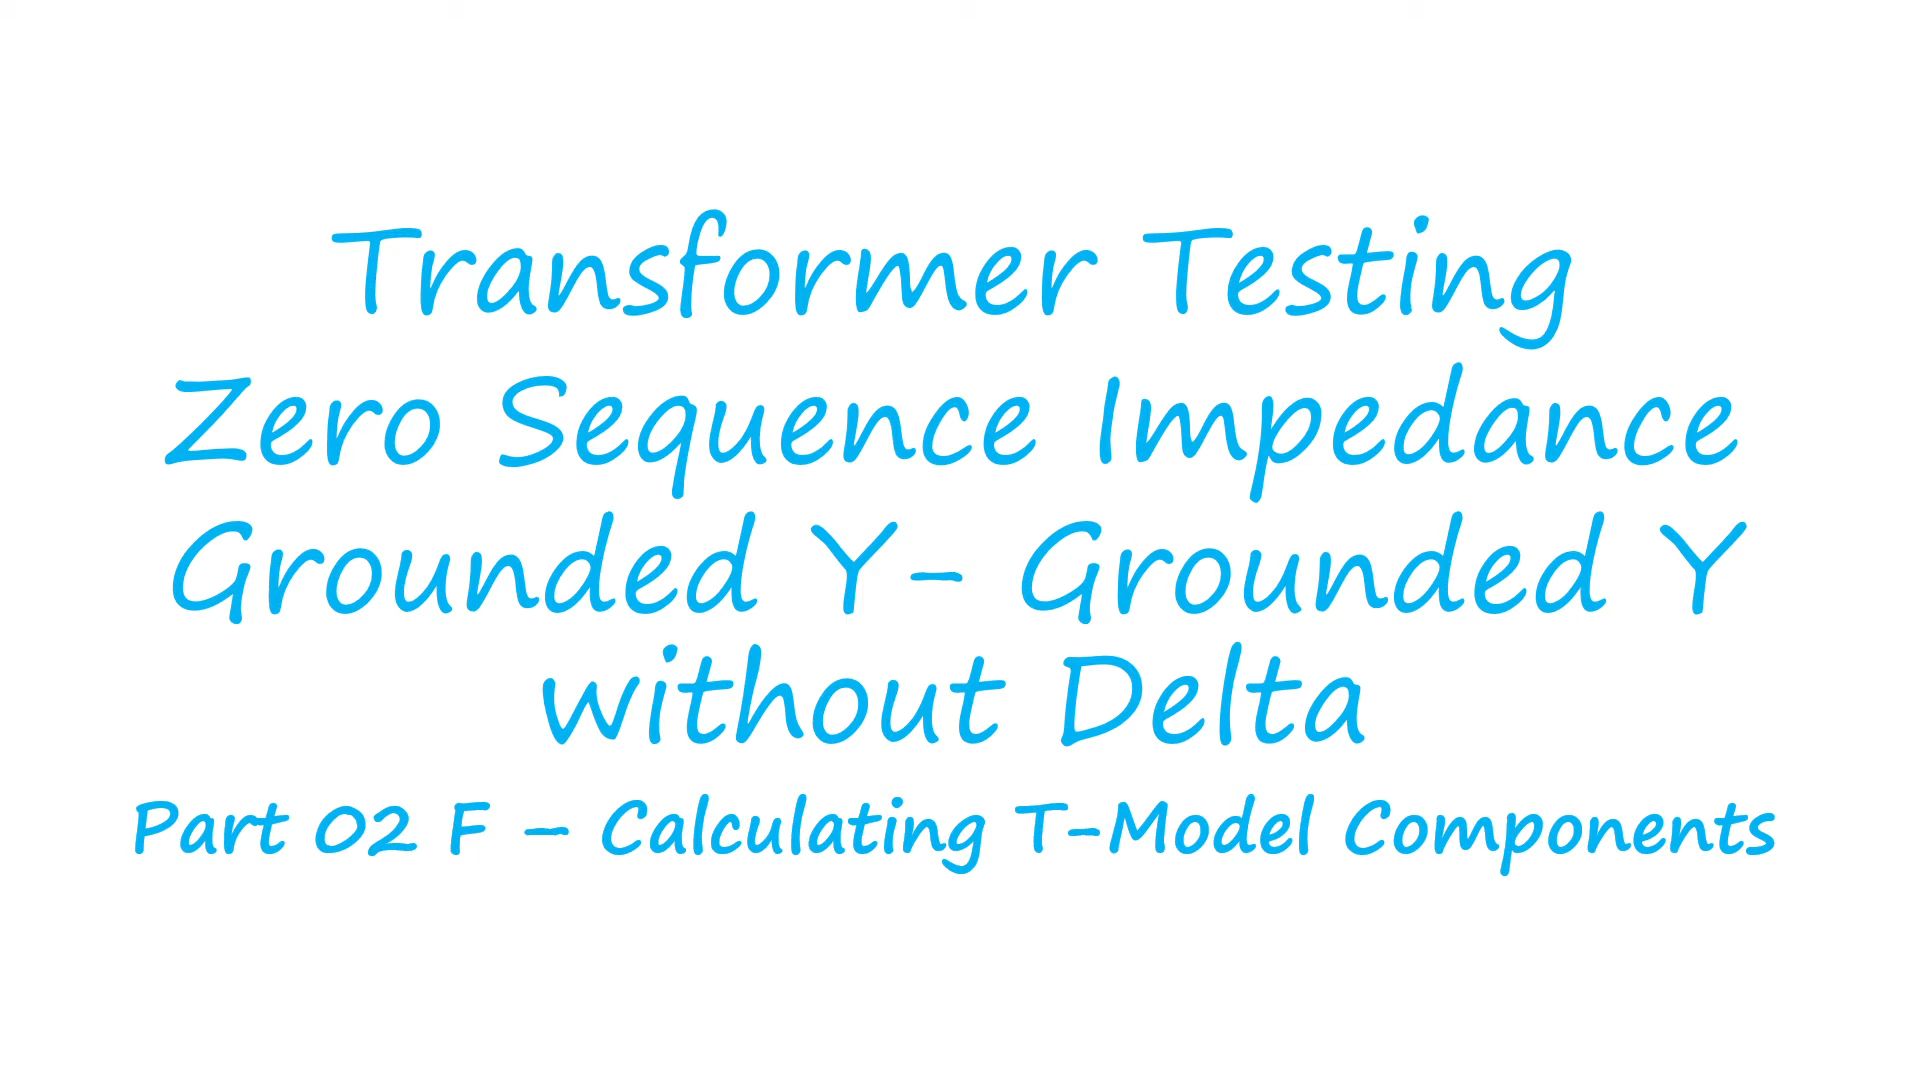 Transformer Testing
Zero Sequence Impedance
Grounded Y- Grounded Y
without Delta
Part 02 F – Calculating T-Model Components